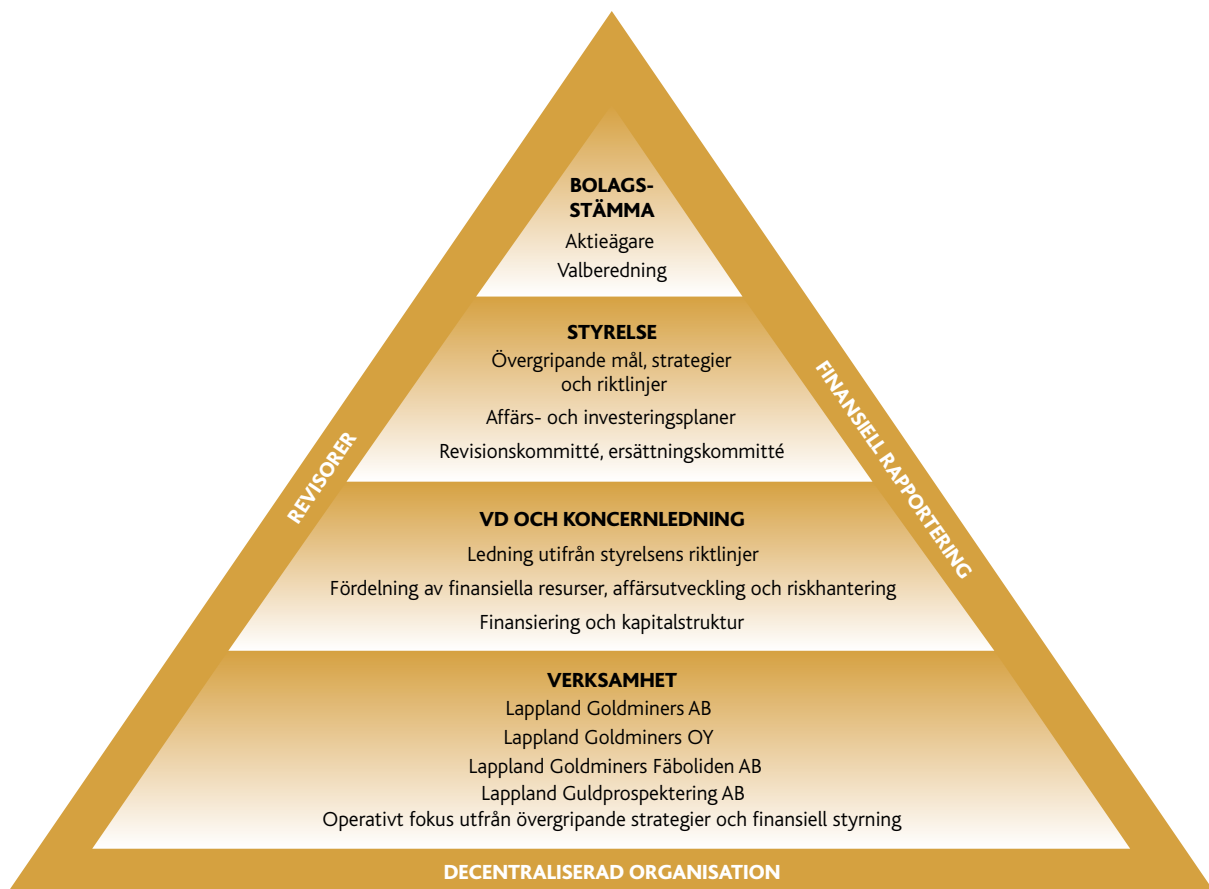 BOLAGS-
STÄMMA
Aktieägare
Valberedning
STYRELSE
Övergripande mål, strategier
och riktlinjer
Affärs- och investeringsplaner
Revisionskommitté, ersättningskommitté
VD OCH KONCERNLEDNING
Ledning utifrån styrelsens riktlinjer
Fördelning av finansiella resurser, affärsutveckling och riskhantering
Finansiering och kapitalstruktur
VERKSAMHET
Lappland Goldminers AB
Lappland Goldminers OY
Lappland Goldminers Fäboliden AB
Lappland Guldprospektering AB
Operativt fokus utfrån övergripande strategier och finansiell styrning
REVISORER
FINANSIELL RAPPORTERING
DECENTRALISERAD ORGANISATION